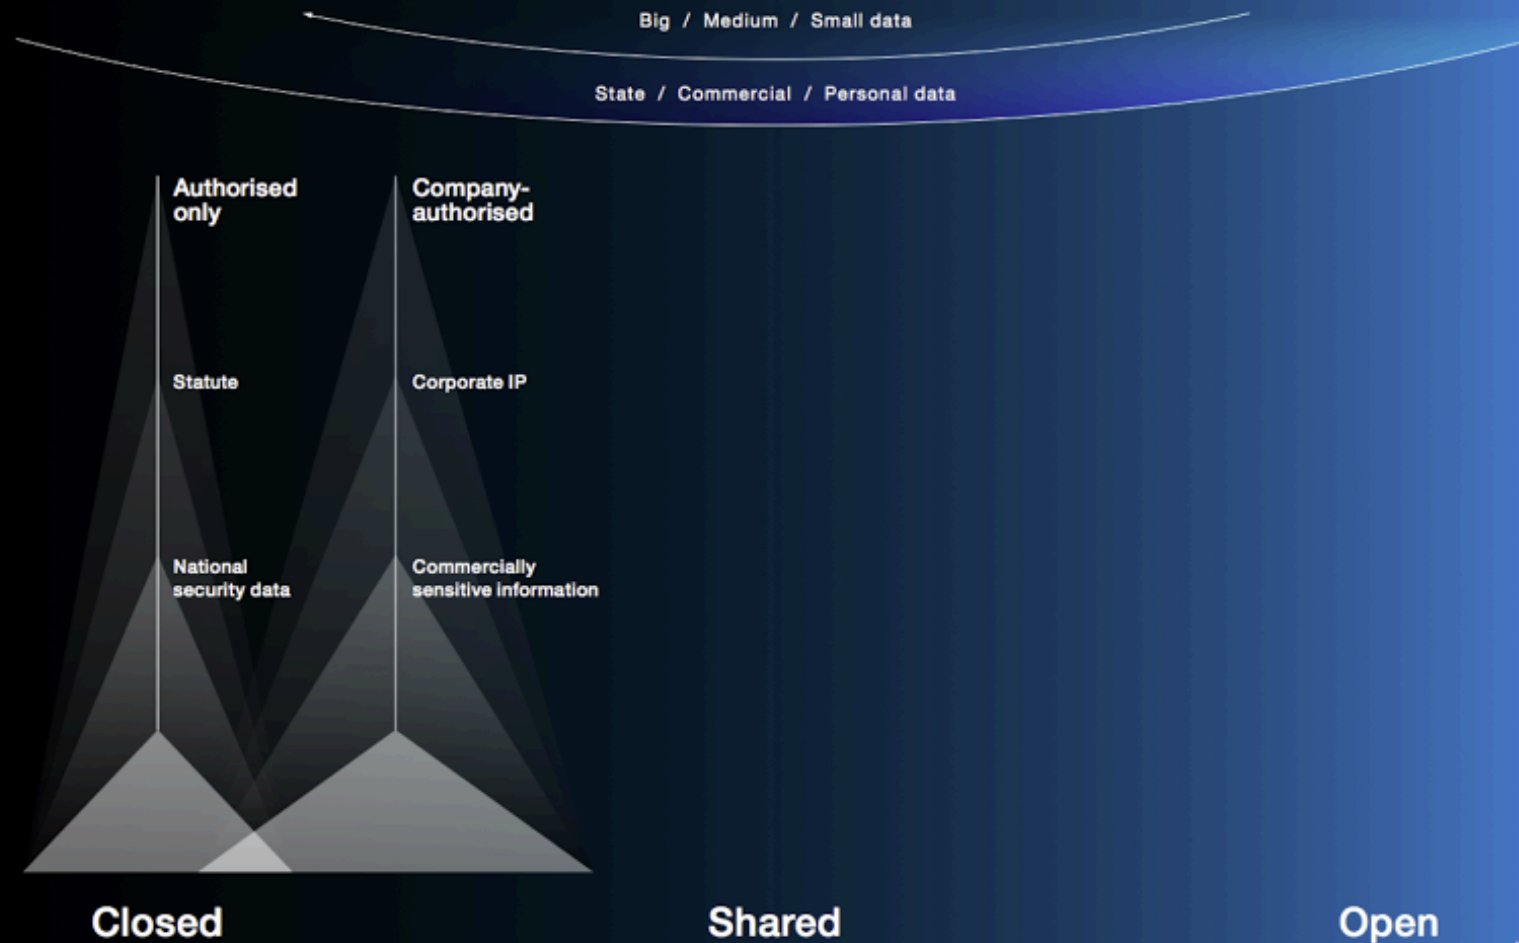 Big / Medium / Small data
State / Commercial / Personal data
Authorised
only
Company-
authorised
Statute
Corporate IP
National
security data
Commercially
sensitive information
Closed
Shared
Open